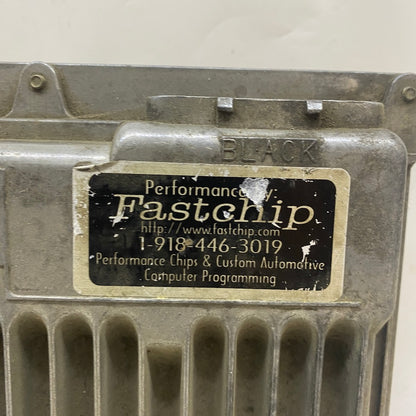 BLACK
Performance By:
Fastchip
http://www.fastchip.com
1-918-446-3019
Performance Chips & Custom Automotive
Computer Programming